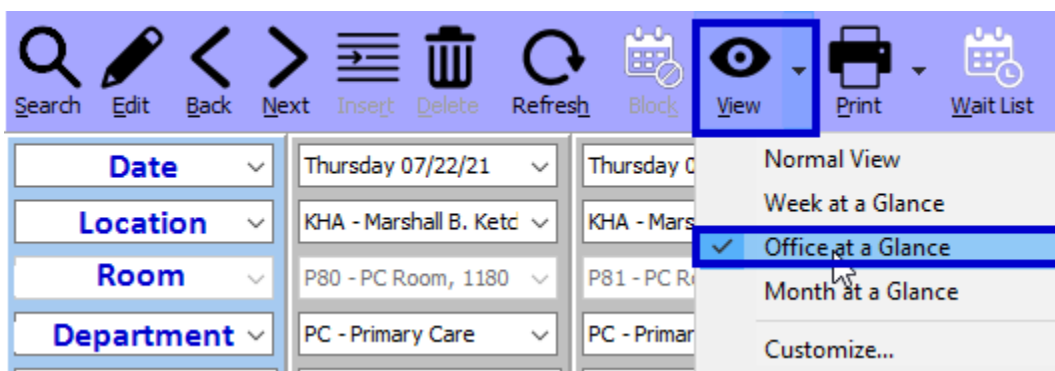 Search Edit Back Next Insert Delete Refresh Block View Print Wait List
Date Thursday 07/22/21 Thursday 0 Normal View
Location KHA - Marshall B. Ketc KHA - Mars Week at a Glance
Office at a Glance
Room P80 - PC Room, 1180 P81 - PC R Month at a Glance
Department PC - Primary Care PC - Primar Customize...